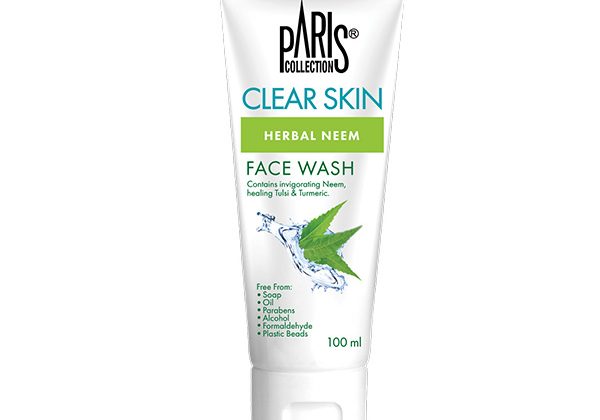 PARIS®
COLLECTION
CLEAR SKIN
HERBAL NEEM
FACE WASH
Contains invigorating Neem,
healing Tulsi & Turmeric.
Free From:
• Soap
• Oil
• Parabens
• Alcohol
• Formaldehyde
• Plastic Beads
100 ml